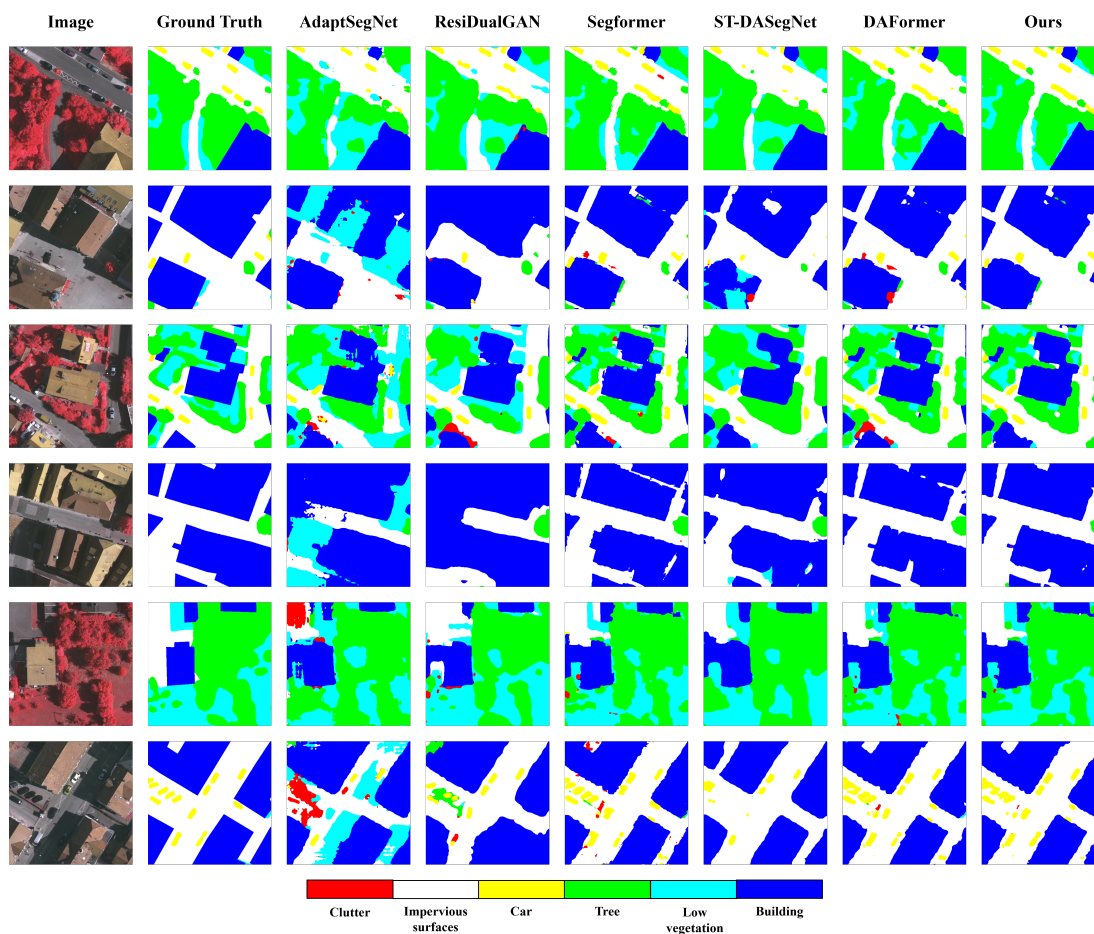 Image Ground Truth AdaptSegNet ResiDualGAN Segformer ST-DASegNet DAFormer Ours
Clutter Impervious surfaces Car Tree Low vegetation Building